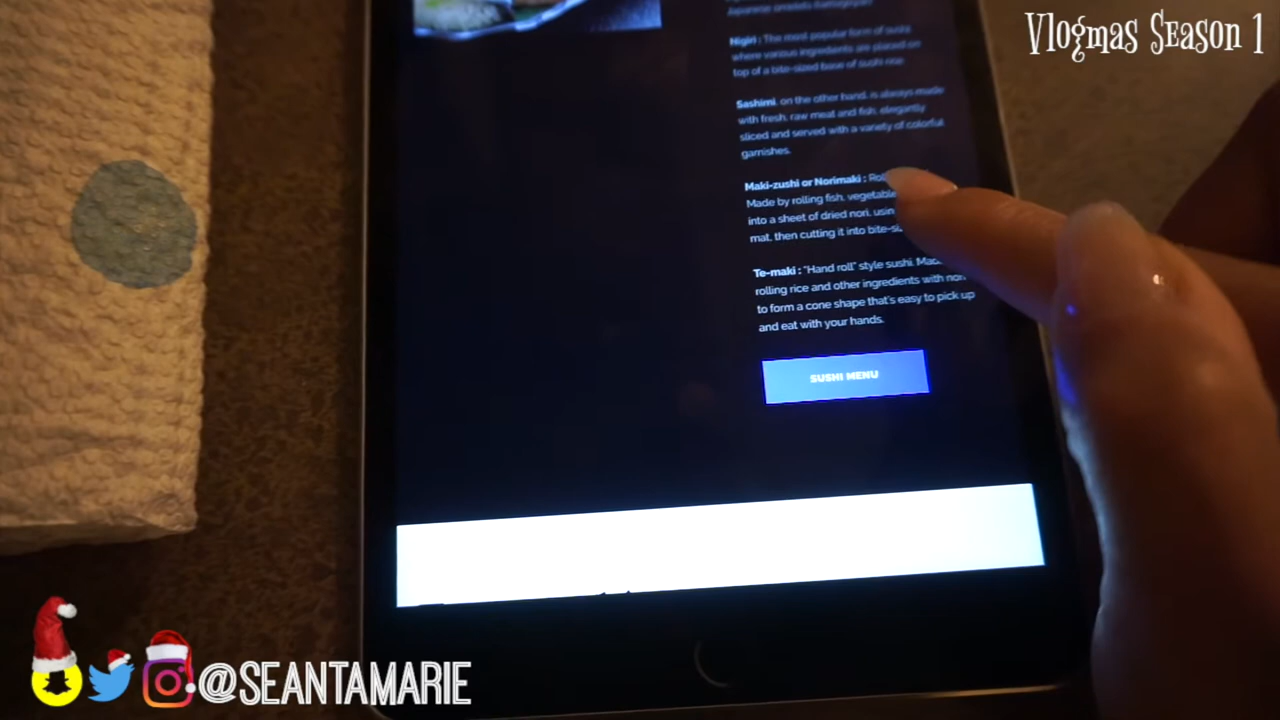 Vlogmas Season 1
Japanese omelets
Nigiri : The most popular form of sushi
where various ingredients are placed on
top of a bite-sized base of sushi rice.
Sashimi, on the other hand, is always made
with fresh, raw meat and fish, elegantly
sliced and served with a variety of colorful
garnishes.
Maki-zushi or Norimaki :
Made by rolling fish,
into a sheet of dried nori,
mat, then cutting it into
Te-maki : "Hand roll" style sushi.
rolling rice and other ingredients with nori
to form a cone shape that's easy to pick up
and eat with your hands.
SUSHI MENU
@SEANTAMARIE